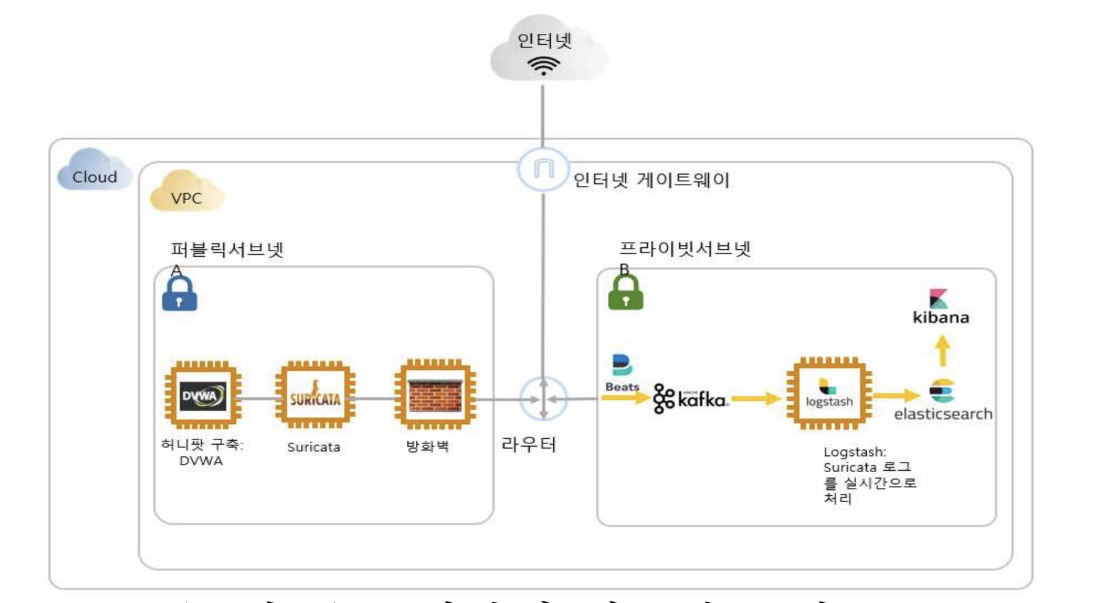 인터넷
Cloud
인터넷 게이트웨이
VPC
퍼블릭서브넷
A
프라이빗서브넷
B
kibana
DVWA
SURICATA
Beats
kafka
logstash
elasticsearch
허니팟 구축:
DVWA
Suricata
방화벽
라우터
Logstash:
Suricata 로그
를 실시간으로
처리